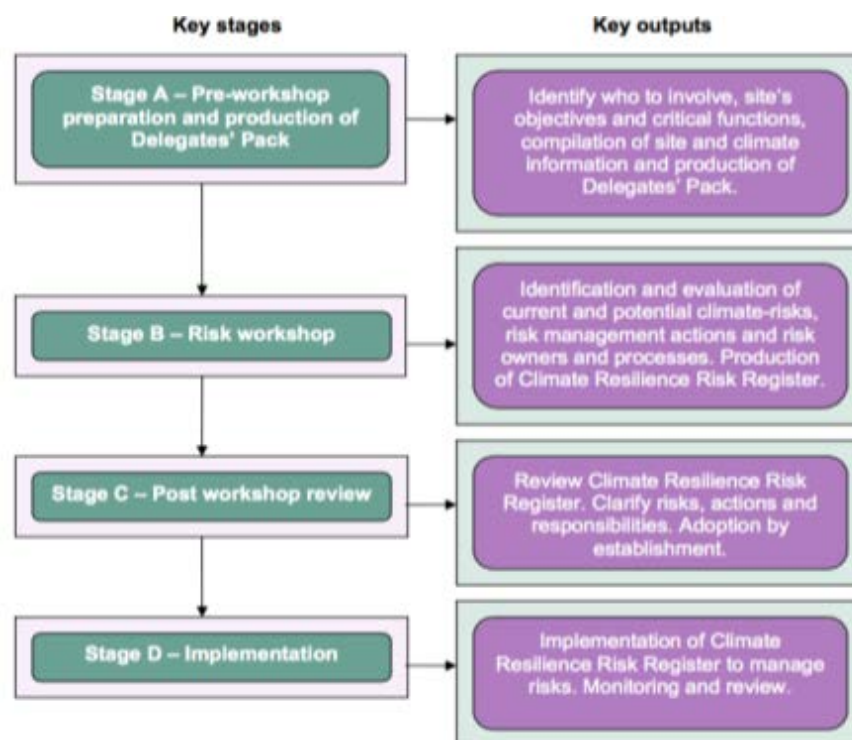 Key stages
Key outputs
Stage A – Pre-workshop
preparation and production of
Delegates' Pack
Identify who to involve, site's
objectives and critical functions,
compilation of site and climate
information and production of
Delegates' Pack.
Stage B – Risk workshop
Identification and evaluation of
current and potential climate-risks,
risk management actions and risk
owners and processes. Production
of Climate Resilience Risk Register.
Stage C – Post workshop review
Review Climate Resilience Risk
Register. Clarify risks, actions and
responsibilities. Adoption by
establishment.
Stage D – Implementation
Implementation of Climate
Resilience Risk Register to manage
risks. Monitoring and review.